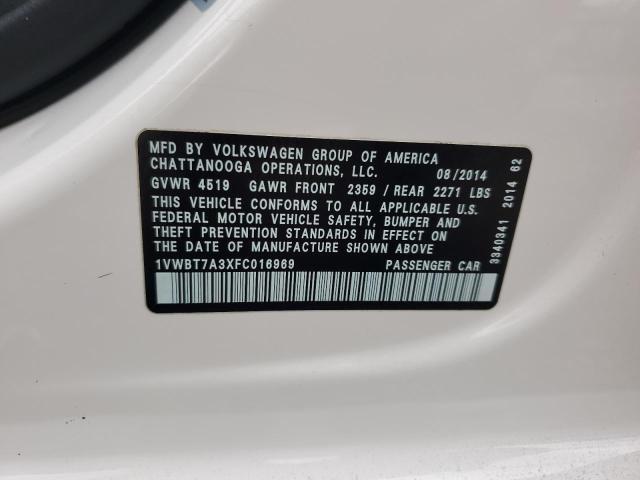 MFD BY VOLKSWAGEN GROUP OF AMERICA
CHATTANOOGA OPERATIONS, LLC. 08/2014
GVWR 4519 GAWR FRONT 2359 / REAR 2271 LBS
THIS VEHICLE CONFORMS TO ALL APPLICABLE U.S.
FEDERAL MOTOR VEHICLE SAFETY, BUMPER AND
THEFT PREVENTION STANDARDS IN EFFECT ON
DATE OF MANUFACTURE SHOWN ABOVE
1VWBT7A3XFC016969 PASSENGER CAR
3340341 2014 62